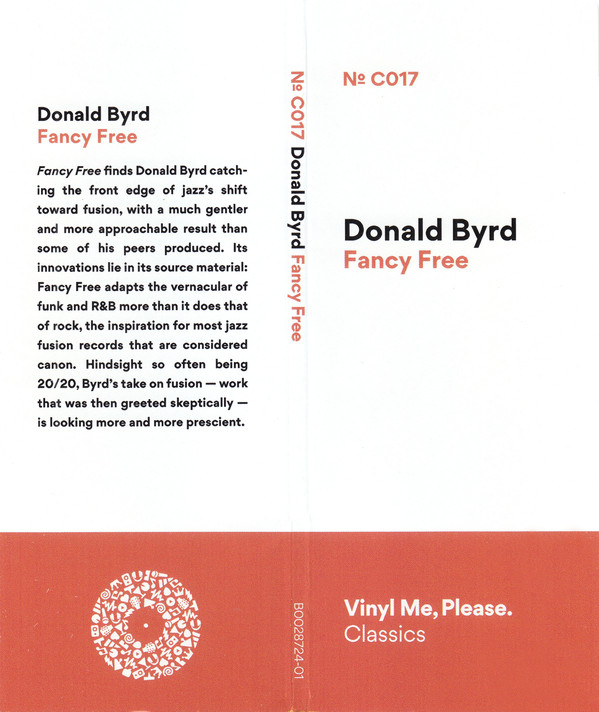 Donald Byrd
Fancy Free
Fancy Free finds Donald Byrd catch-
ing the front edge of jazz's shift
toward fusion, with a much gentler
and more approachable result than
some of his peers produced. Its
innovations lie in its source material:
Fancy Free adapts the vernacular of
funk and R&B more than it does that
of rock, the inspiration for most jazz
fusion records that are considered
canon. Hindsight so often being
20/20, Byrd's take on fusion — work
that was then greeted skeptically —
is looking more and more prescient.
№ C017 Donald Byrd Fancy Free
B0028724-01
№ C017
Donald Byrd
Fancy Free
Vinyl Me, Please.
Classics